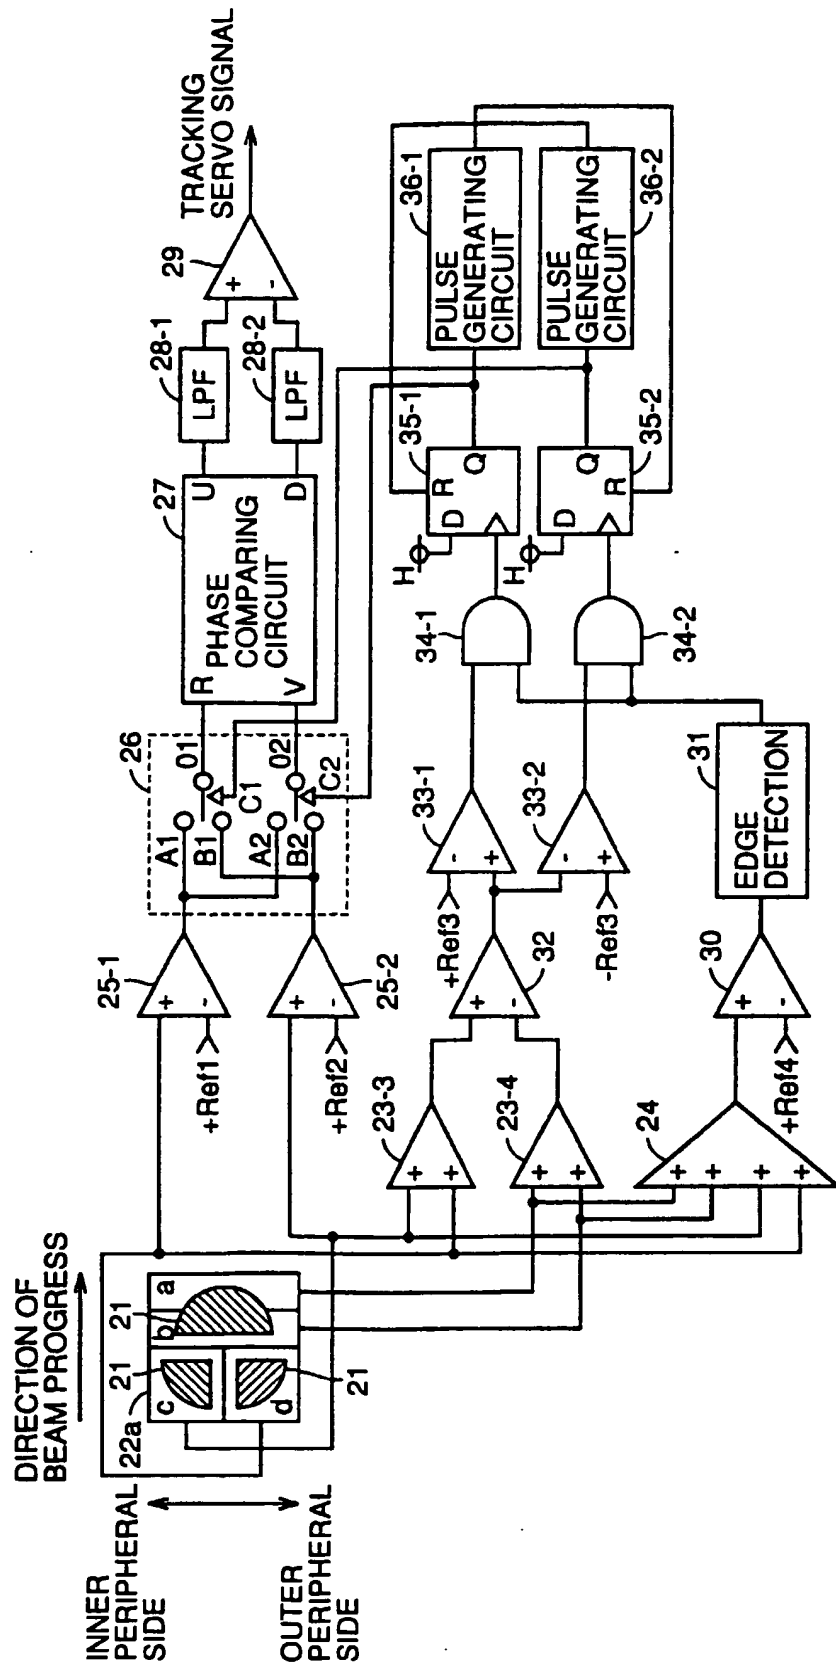 DIRECTION OF
BEAM PROGRESS
INNER
PERIPHERAL
SIDE
OUTER
PERIPHERAL
SIDE
22a
21
21
21
a
b
c
d
25-1
+
-
+Ref1
25-2
+
-
+Ref2
26
A1
B1
A2
B2
01
02
C1
C2
27
R
V
PHASE
COMPARING
CIRCUIT
U
D
28-1
LPF
28-2
LPF
29
+
-
TRACKING
SERVO SIGNAL
23-3
+
+
23-4
+
+
24
+
+
+
+
32
+
-
+Ref3
33-1
-
+
33-2
-
+
-Ref3
30
+
-
+Ref4
31
EDGE
DETECTION
34-1
34-2
H
D
R
Q
35-1
H
D
R
Q
35-2
36-1
PULSE
GENERATING
CIRCUIT
36-2
PULSE
GENERATING
CIRCUIT